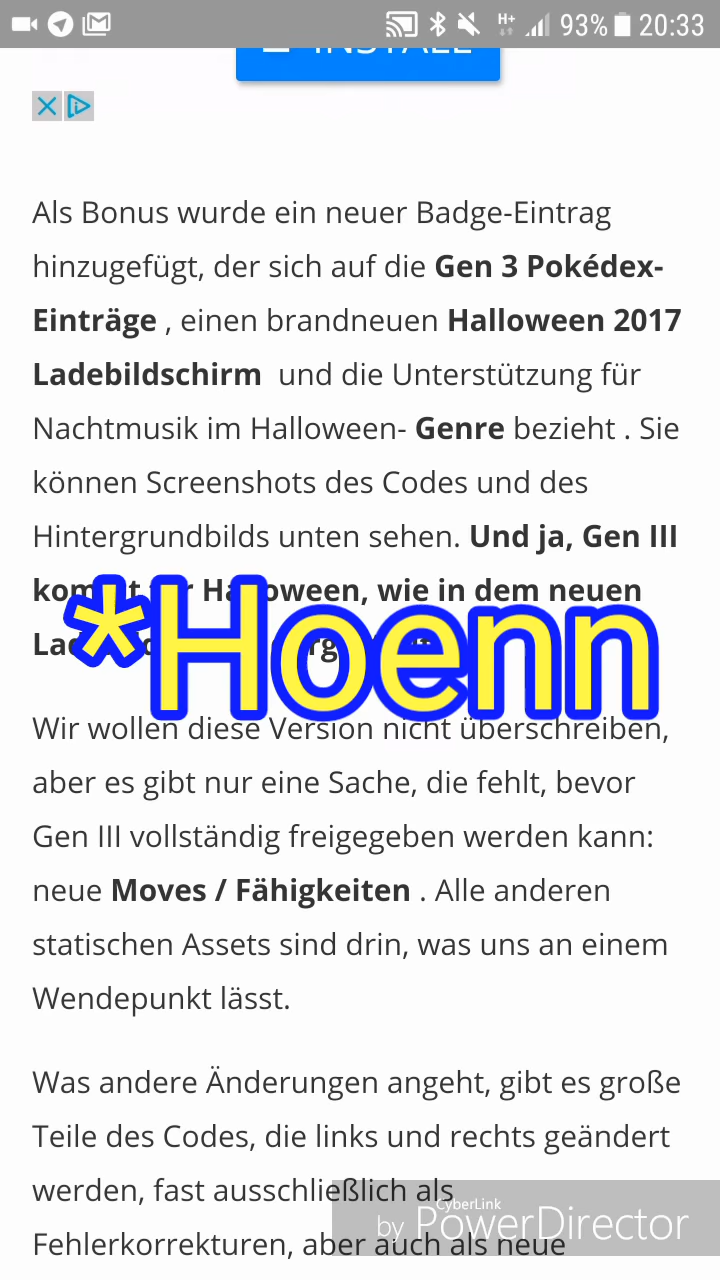 H+ 93% 20:33
INSTALL
Als Bonus wurde ein neuer Badge-Eintrag
hinzugefügt, der sich auf die Gen 3 Pokédex-
Einträge , einen brandneuen Halloween 2017
Ladebildschirm und die Unterstützung für
Nachtmusik im Halloween- Genre bezieht . Sie
können Screenshots des Codes und des
Hintergrundbilds unten sehen. Und ja, Gen III
Halloween, wie in dem neuen
*Hoenn
Wir wollen diese Version nicht überschreiben,
aber es gibt nur eine Sache, die fehlt, bevor
Gen III vollständig freigegeben werden kann:
neue Moves / Fähigkeiten . Alle anderen
statischen Assets sind drin, was uns an einem
Wendepunkt lässt.
Was andere Änderungen angeht, gibt es große
Teile des Codes, die links und rechts geändert
werden, fast ausschließlich als
Fehlerkorrekturen, aber auch als neue
by CyberLink PowerDirector